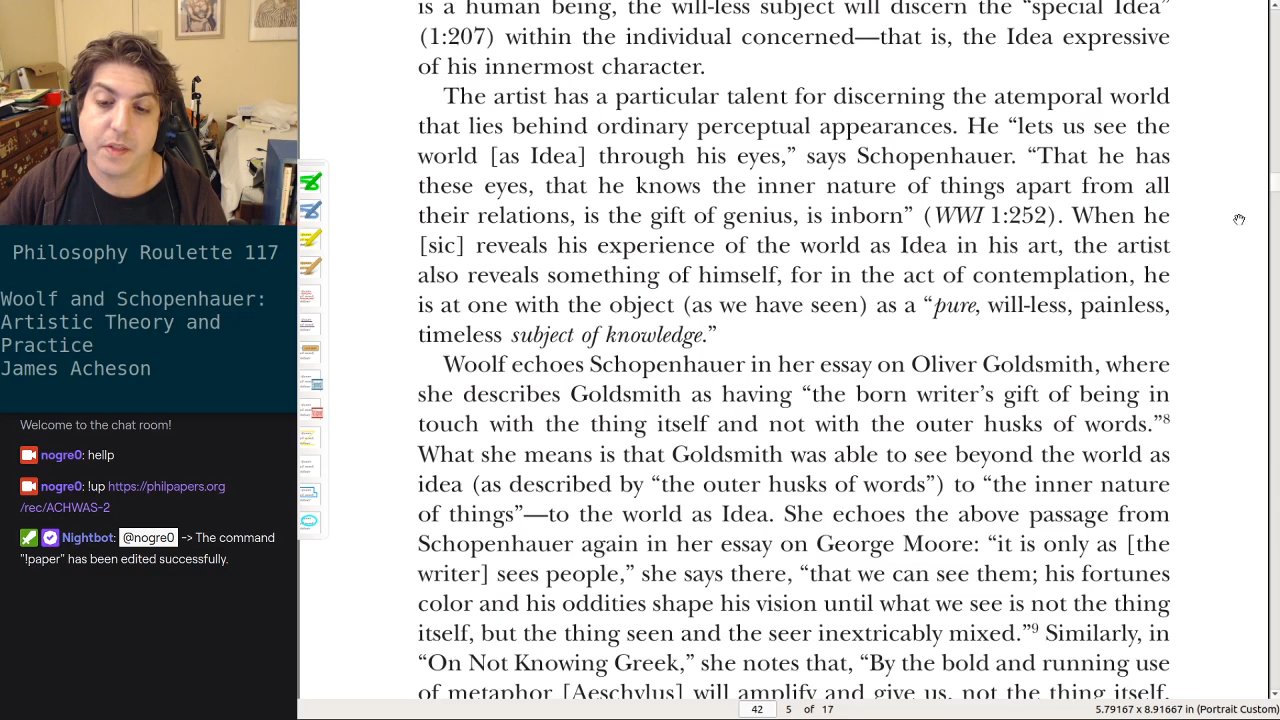 is a human being, the will-less subject will discern the “special Idea”
(1:207) within the individual concerned—that is, the Idea expressive
of his innermost character.
The artist has a particular talent for discerning the atemporal world
that lies behind ordinary perceptual appearances. He “lets us see the
world [as Idea] through his eyes,” says Schopenhauer. “That he has
these eyes, that he knows the inner nature of things apart from all
their relations, is the gift of genius, is inborn” (WWI 1:252). When it
[sic] reveals his experience of the world as Idea in his art, the artist
also reveals something of himself, for in the act of contemplation, he
is one with the object (as we have seen) and a “pure, will-less, painless,
timeless subject of knowledge.”
Woolf echoes Schopenhauer in her essay on Oliver Goldsmith when
she describes Goldsmith as having “the born writer’s gift of being in
touch with the thing itself and not with the outer husks of words.”
What she means is that Goldsmith was able to see beyond the world as
idea (as described by “the outer husks of words”) to “the inner nature
of things”—to the world as Idea. She echoes the above passage from
Schopenhauer again in her essay on George Moore: “It is only as [the
writer] sees people,” she says there, “that we can see them; his fortunes
color and his oddities shape his vision until what we see is not the thing
itself, but the thing seen and the seer inextricably mixed.”9 Similarly, in
“On Not Knowing Greek,” she notes that, “By the bold and running use
of metaphor [Aeschylus] will amplify and give us, not the thing itself,
Philosophy Roulette 117
Woolf and Schopenhauer:
Artistic Theory and
Practice
James Acheson
Welcome to the chat room!
nogre0: hellp
nogre0: !up https://philpapers.org
/rec/ACHWAS-2
Nightbot: @nogre0 -> The command
"!paper" has been edited successfully.
42 5 of 17 5.79167 x 8.91667 in (Portrait Custom)